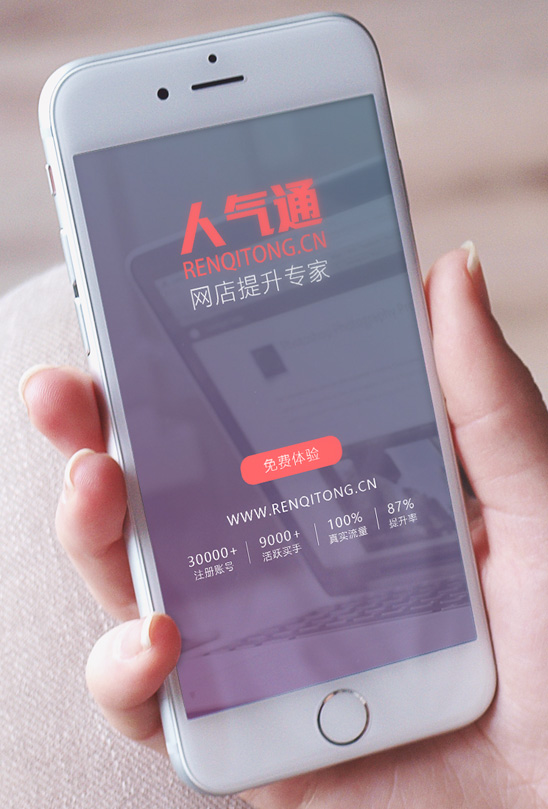 人气通
RENQITONG.CN
网店提升专家
免费体验
WWW.RENQITONG.CN
30000+ 9000+ 100% 87%
注册账号 活跃买手 真实流量 提升率